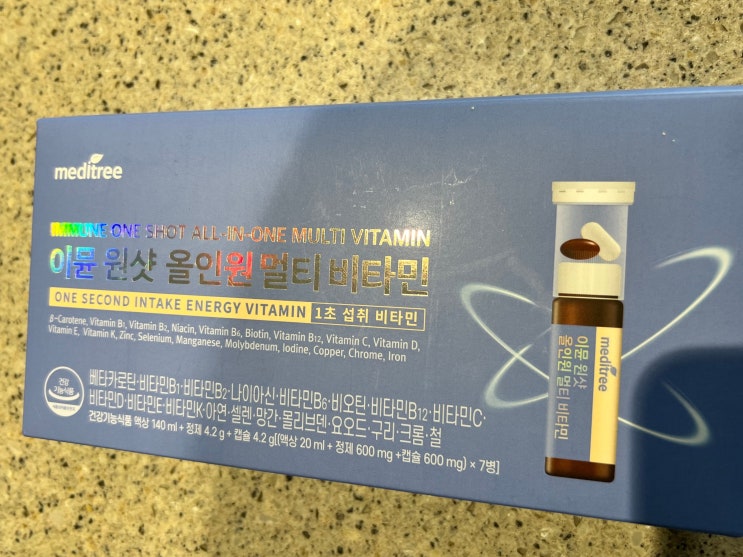 meditree
IMMUNE ONE SHOT ALL-IN-ONE MULTI VITAMIN
이뮨 원샷 올인원 멀티 비타민
ONE SECOND INTAKE ENERGY VITAMIN 1초 섭취 비타민
β-Carotene, Vitamin B₁, Vitamin B₂, Niacin, Vitamin B₆, Biotin, Vitamin B₁₂, Vitamin C, Vitamin D,
Vitamin E, Vitamin K, Zinc, Selenium, Manganese, Molybdenum, Iodine, Copper, Chrome, Iron
건강
기능식품
베타카로틴·비타민B₁·비타민B₂·나이아신·비타민B₆·비오틴·비타민B₁₂·비타민C·
비타민D·비타민E·비타민K·아연·셀렌·망간·몰리브덴·요오드·구리·크롬·철
건강기능식품 액상 140 ml + 정제 4.2 g + 캡슐 4.2 g[(액상 20 ml + 정제 600 mg +캡슐 600 mg) × 7병]
meditree
이뮨 원샷
올인원 멀티 비타민